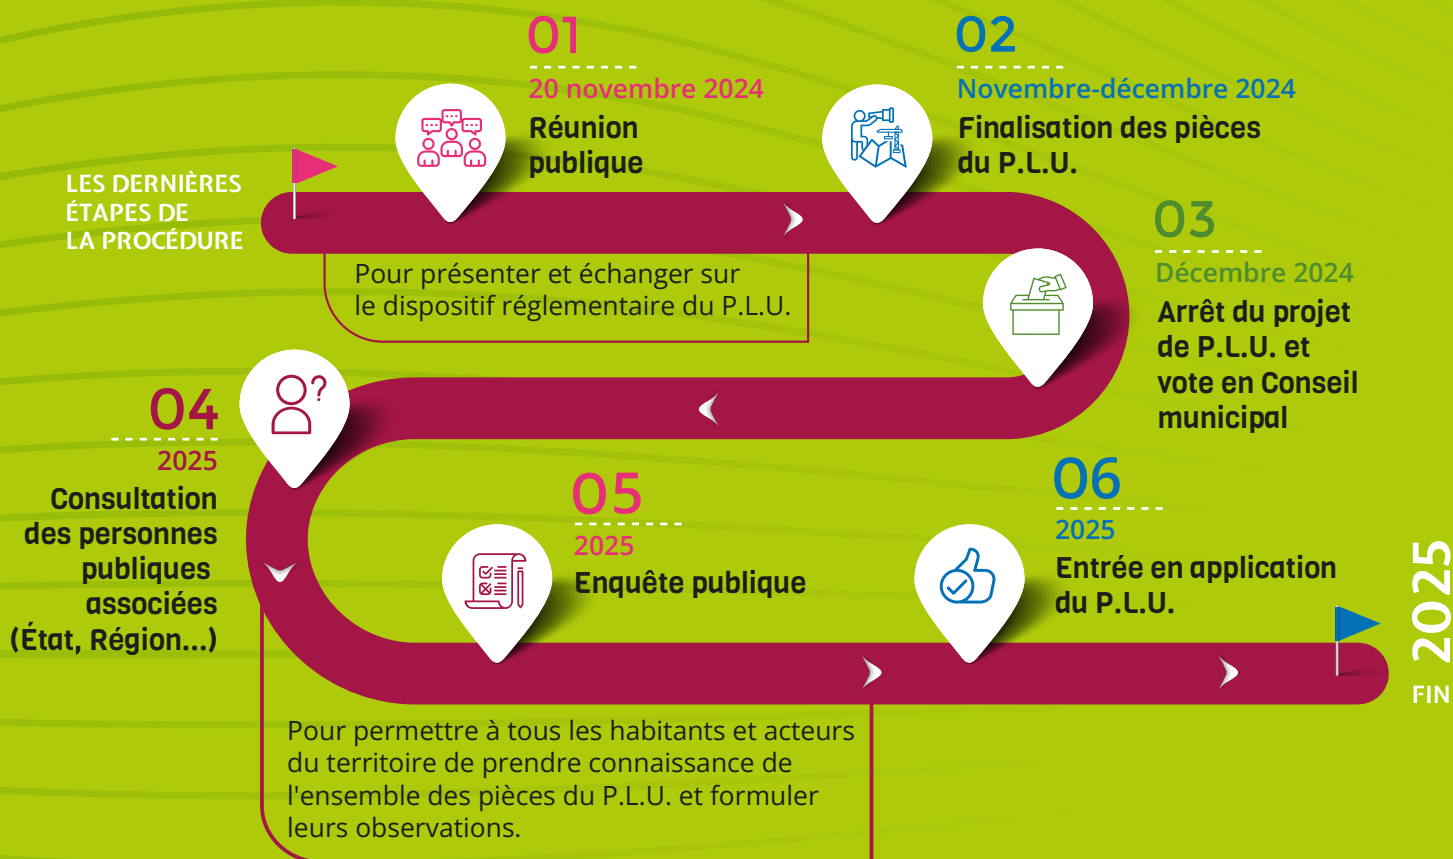 LES DERNIÈRES
ÉTAPES DE
LA PROCÉDURE
01
20 novembre 2024
Réunion
publique
Pour présenter et échanger sur
le dispositif réglementaire du P.L.U.
02
Novembre-décembre 2024
Finalisation des pièces
du P.L.U.
03
Décembre 2024
Arrêt du projet
de P.L.U. et
vote en Conseil
municipal
04
2025
Consultation
des personnes
publiques
associées
(État, Région...)
05
2025
Enquête publique
Pour permettre à tous les habitants et acteurs
du territoire de prendre connaissance de
l'ensemble des pièces du P.L.U. et formuler
leurs observations.
06
2025
Entrée en application
du P.L.U.
FIN
2025